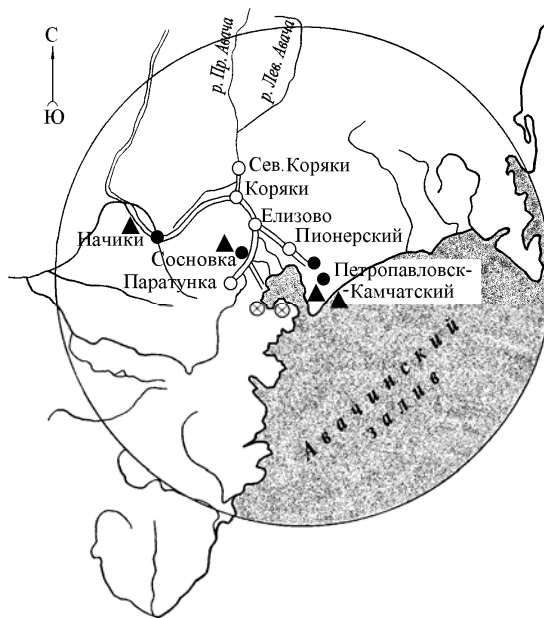 С
Ю
р. Пр. Авача
р. Лев. Авача
Сев. Коряки
Коряки
Елизово
Пионерский
Начики
Сосновка
Паратунка
Петропавловск-
-Камчатский
Авачинский
залив